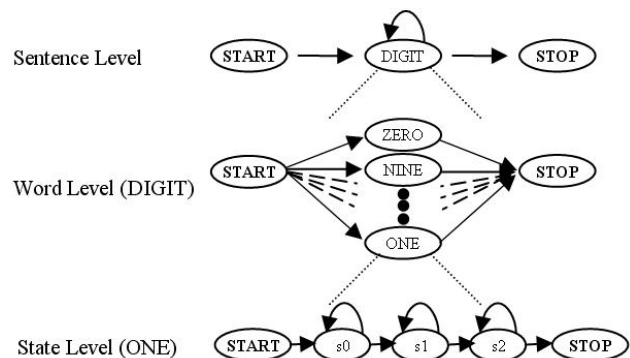 Sentence Level START DIGIT STOP
ZERO
Word Level (DIGIT) START NINE STOP
ONE
State Level (ONE) START s0 s1 s2 STOP